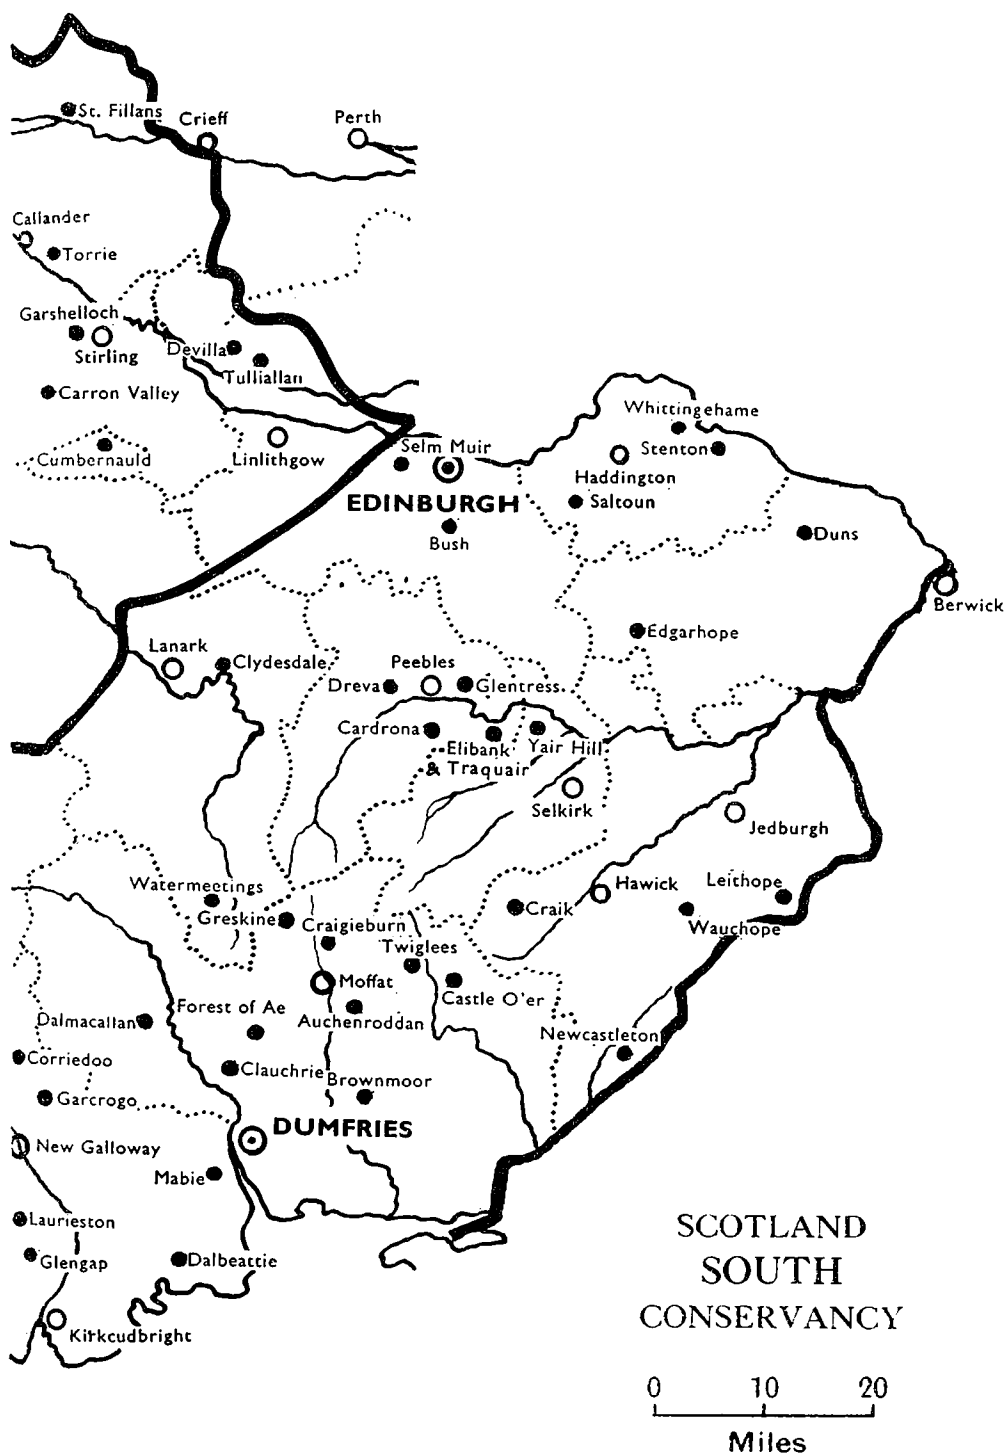 St. Fillans
Crieff
Perth
Callander
Torrie
Garshelloch
Stirling
Devilla
Tulliallan
Carron Valley
Whittingehame
Selm Muir
Stenton
Cumbernauld
Linlithgow
Haddington
EDINBURGH
Saltoun
Duns
Bush
Berwick
Edgarhope
Lanark
Clydesdale
Peebles
Dreva
Glentress
Cardrona
Elibank
& Traquair
Yair Hill
Selkirk
Jedburgh
Watermeetings
Hawick
Leithope
Greskine
Craigieburn
Craik
Wauchope
Twiglees
Moffat
Castle O'er
Forest of Ae
Auchenroddan
Dalmacallan
Newcastleton
Corriedoo
Clauchrie
Brownmoor
Garcrogo
DUMFRIES
New Galloway
Mabie
Laurieston
Glengap
Dalbeattie
Kirkcudbright
SCOTLAND
SOUTH
CONSERVANCY
0 10 20
Miles